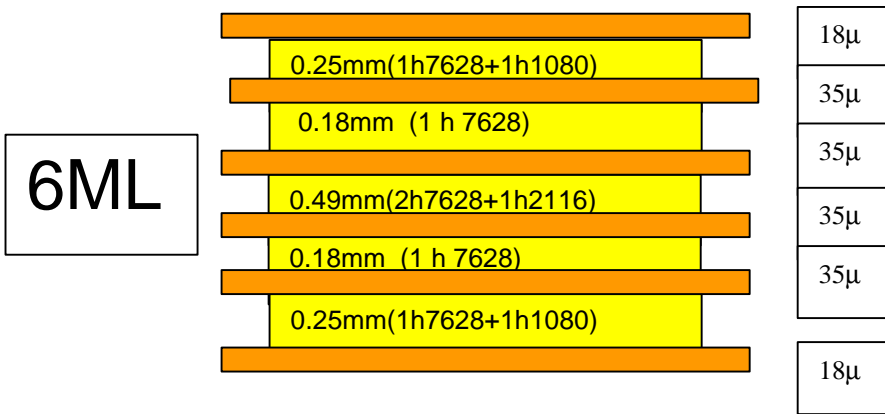 18µ
0.25mm(1h7628+1h1080)
35µ
0.18mm (1 h 7628)
35µ
6ML
0.49mm(2h7628+1h2116)
35µ
0.18mm (1 h 7628)
35µ
0.25mm(1h7628+1h1080)
18µ